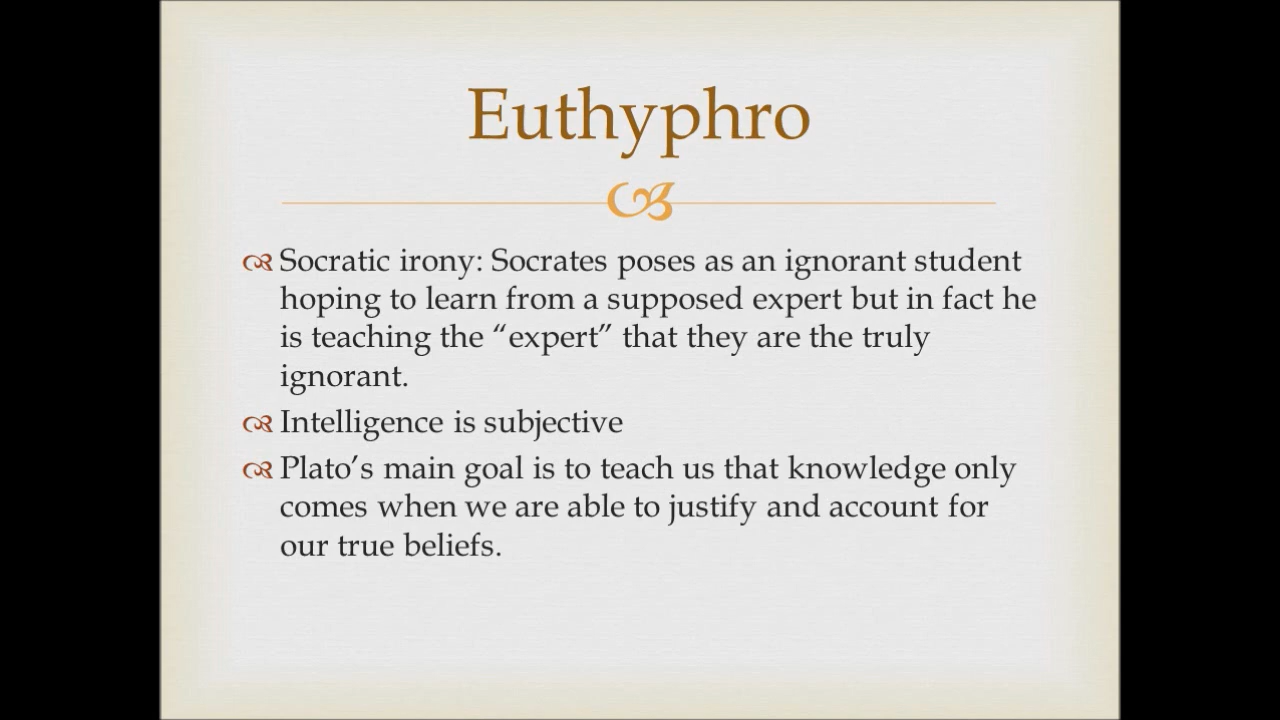 Euthyphro
Socratic irony: Socrates poses as an ignorant student
hoping to learn from a supposed expert but in fact he
is teaching the “expert” that they are the truly
ignorant.
Intelligence is subjective
Plato’s main goal is to teach us that knowledge only
comes when we are able to justify and account for
our true beliefs.